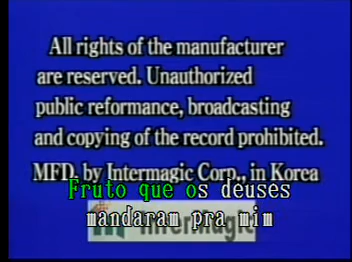 All rights of the manufacturer
are reserved. Unauthorized
public reformance, broadcasting
and copying of the record prohibited.
MFD. by Intermagic Corp., in Korea
Fruto que os deuses
mandaram pra mim
InterMagic